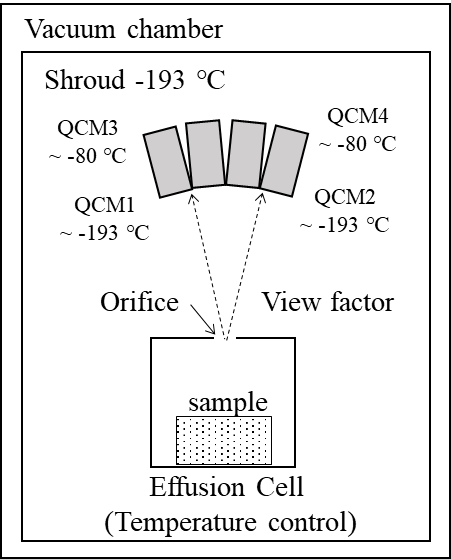 Vacuum chamber
Shroud -193 ℃
QCM3
~ -80 ℃
QCM4
~ -80 ℃
QCM1
~ -193 ℃
QCM2
~ -193 ℃
Orifice
View factor
sample
Effusion Cell
(Temperature control)